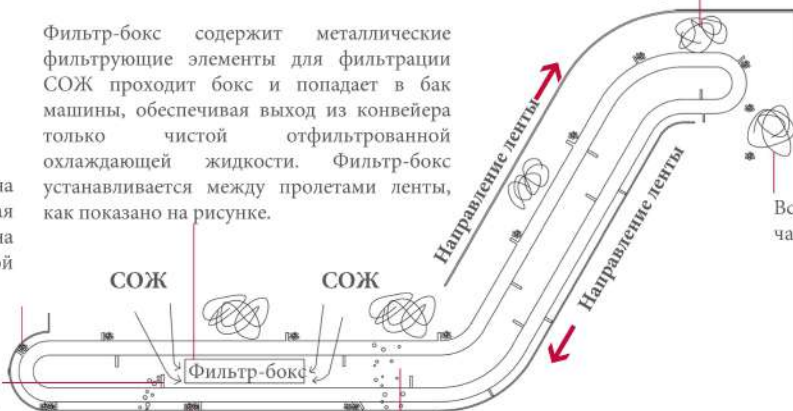 Фильтр-бокс содержит металлические
фильтрующие элементы для фильтрации
СОЖ проходит бокс и попадает в бак
машины, обеспечивая выход из конвейера
только чистой отфильтрованной
охлаждающей жидкости. Фильтр-бокс
устанавливается между пролетами ленты,
как показано на рисунке.
Направление ленты
Направление ленты
СОЖ
СОЖ
Фильтр-бокс